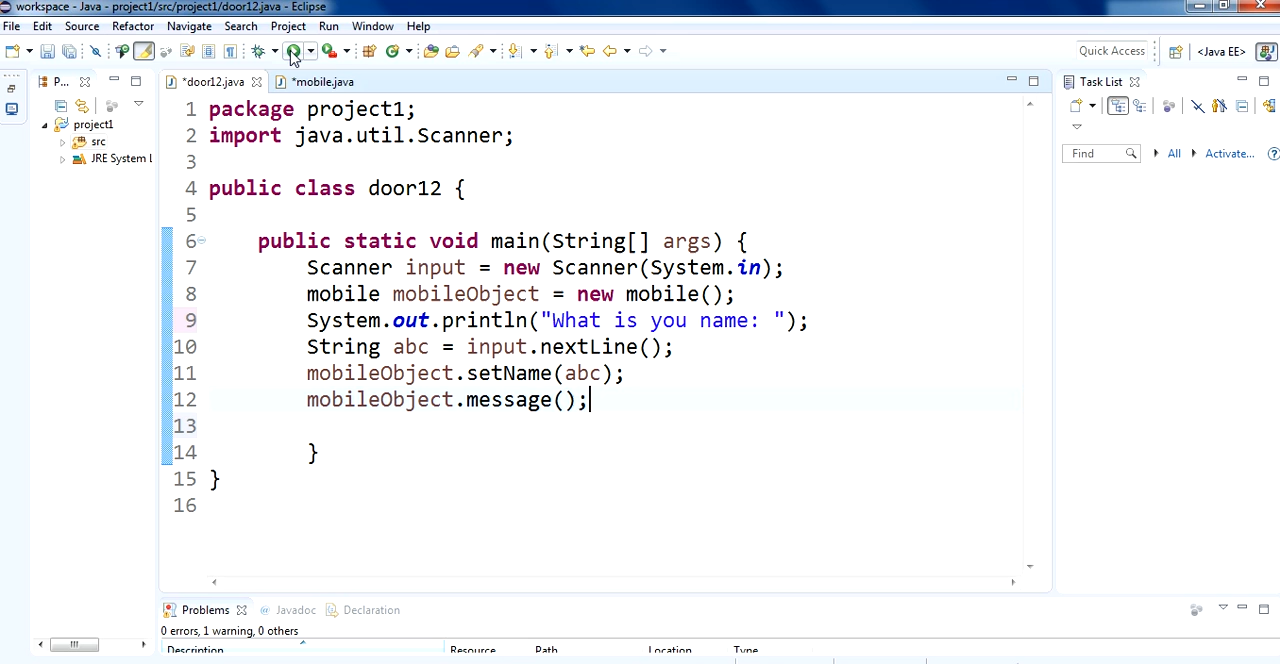 workspace - Java - project1/src/project1/door12.java - Eclipse
File Edit Source Refactor Navigate Search Project Run Window Help
Quick Access <Java EE>
P... *door12.java *mobile.java Task List
project1
src
JRE System L
Find All Activate...
1 package project1;
2 import java.util.Scanner;
3
4 public class door12 {
5
6 public static void main(String[] args) {
7 Scanner input = new Scanner(System.in);
8 mobile mobileObject = new mobile();
9 System.out.println("What is you name: ");
10 String abc = input.nextLine();
11 mobileObject.setName(abc);
12 mobileObject.message();
13
14 }
15 }
16
Problems @ Javadoc Declaration
0 errors, 1 warning, 0 others
Description Resource Path Location Type